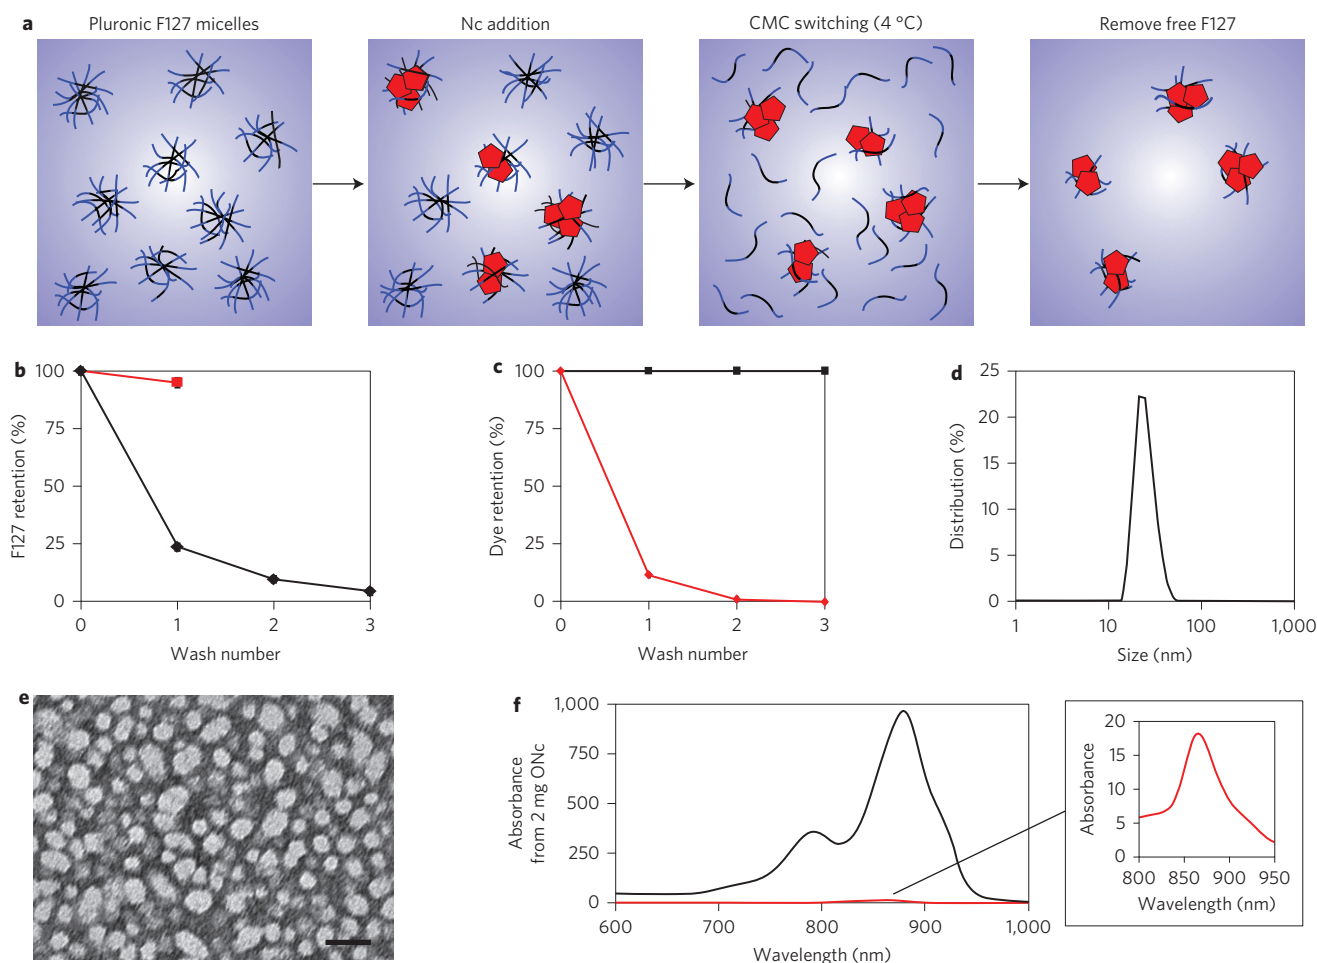 a
Pluronic F127 micelles
Nc addition
CMC switching (4 °C)
Remove free F127
b
F127 retention (%)
100
75
50
25
0
0 1 2 3
Wash number
c
Dye retention (%)
100
75
50
25
0
0 1 2 3
Wash number
d
Distribution (%)
25
20
15
10
5
0
1 10 100 1,000
Size (nm)
e
f
Absorbance
from 2 mg ONc
1,000
750
500
250
0
600 700 800 900 1,000
Wavelength (nm)
Absorbance
20
15
10
5
0
800 850 900 950
Wavelength (nm)